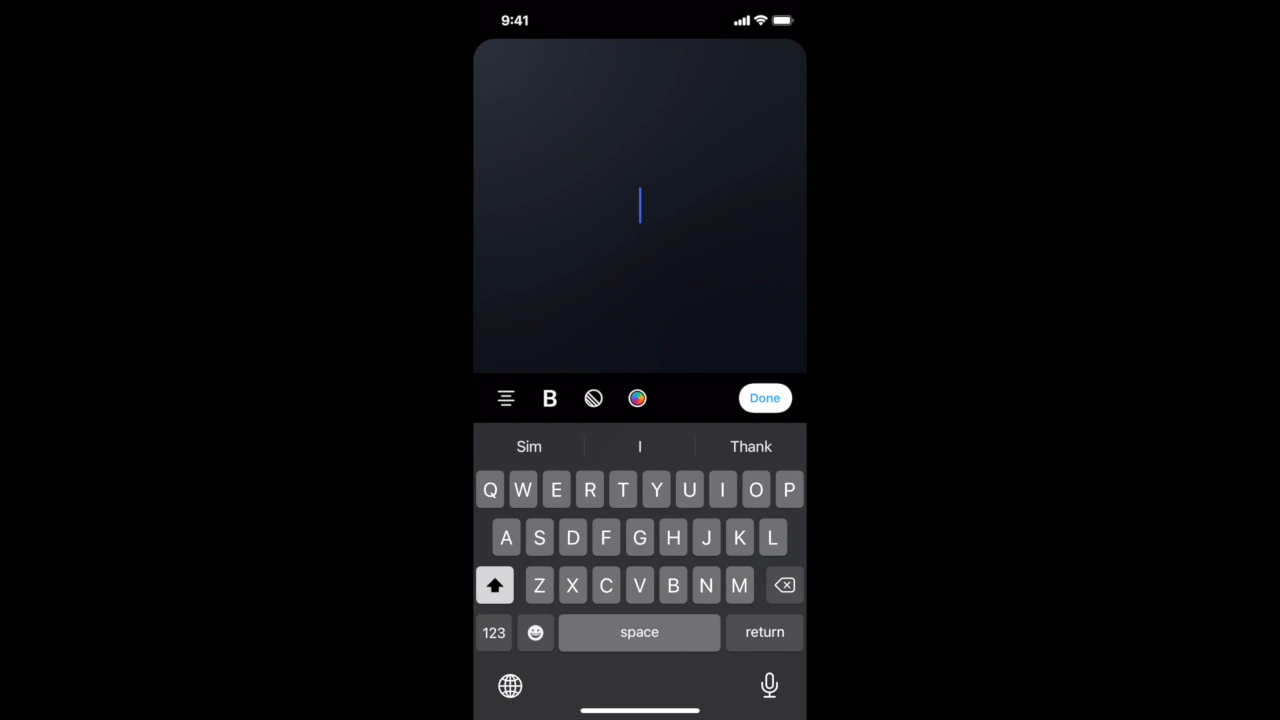 9:41
B
Done
Sim I Thank
Q W E R T Y U I O P
A S D F G H J K L
Z X C V B N M
123 space return